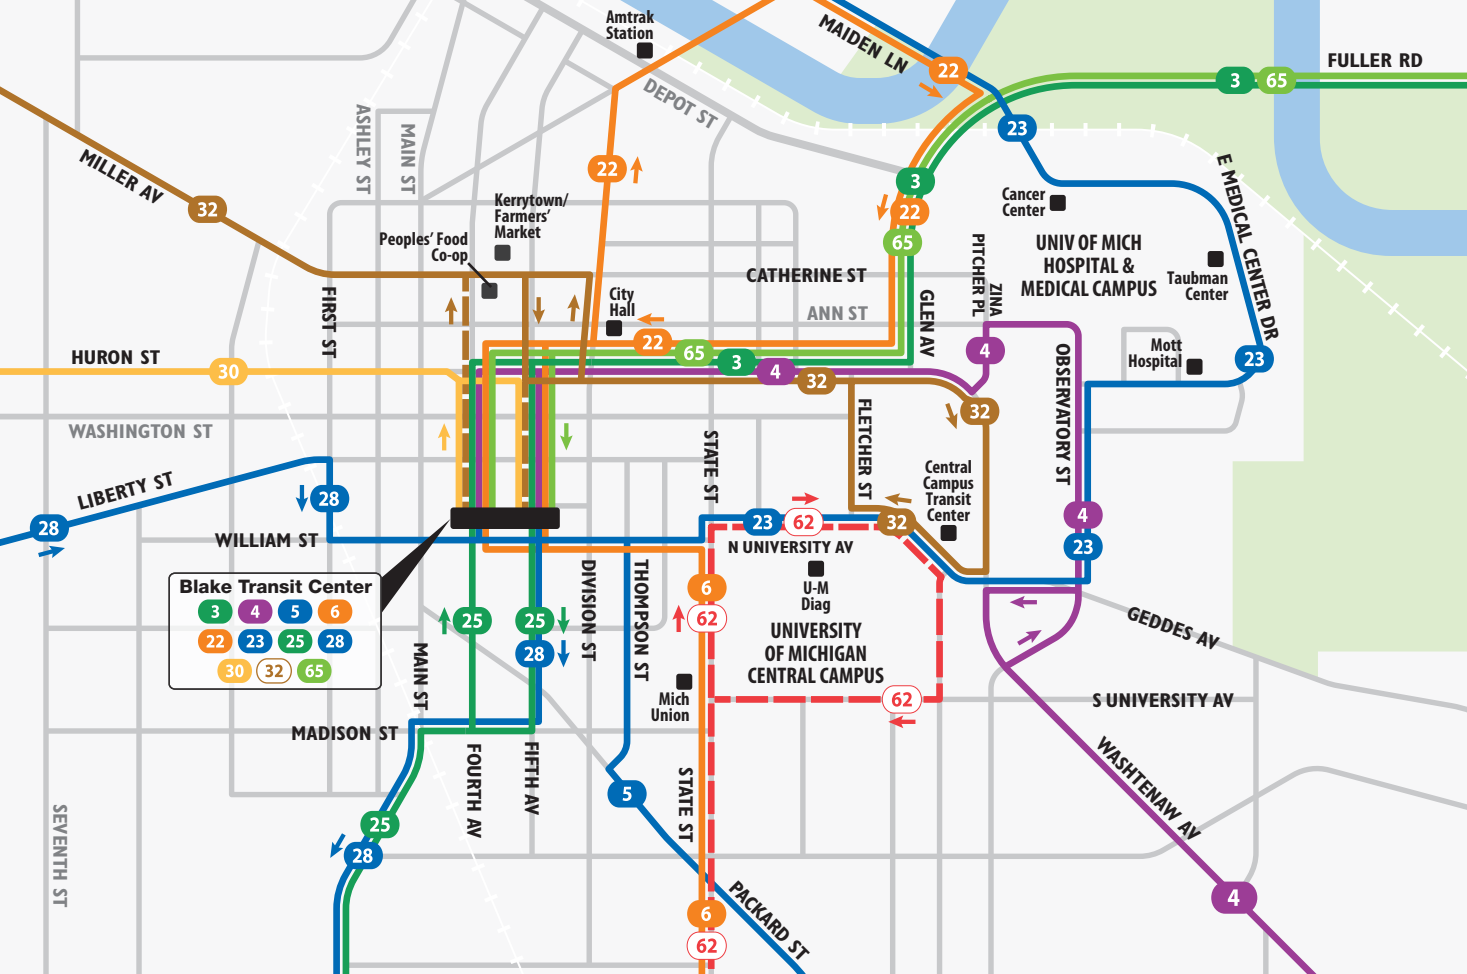 Amtrak
Station
MAIDEN LN
22
FULLER RD
3
65
DEPOT ST
ASHLEY ST
MAIN ST
23
MILLER AV
22
E MEDICAL CENTER DR
32
Kerrytown/
Farmers'
Market
3
22
Cancer
Center
Peoples' Food
Co-op
65
PITCHER PL
ZINA
UNIV OF MICH
HOSPITAL &
MEDICAL CAMPUS
Taubman
Center
CATHERINE ST
FIRST ST
City
Hall
ANN ST
GLEN AV
HURON ST
30
22
65
3
4
32
4
OBSERVATORY ST
Mott
Hospital
23
WASHINGTON ST
FLETCHER ST
32
STATE ST
Central
Campus
Transit
Center
LIBERTY ST
28
28
23
62
32
4
23
WILLIAM ST
N UNIVERSITY AV
U-M
Diag
Blake Transit Center
3
4
5
6
22
23
25
28
30
32
65
25
25
28
DIVISION ST
THOMPSON ST
6
62
UNIVERSITY
OF MICHIGAN
CENTRAL CAMPUS
GEDDES AV
MAIN ST
Mich
Union
62
S UNIVERSITY AV
MADISON ST
FOURTH AV
FIFTH AV
STATE ST
5
WASHTENAW AV
SEVENTH ST
25
28
PACKARD ST
6
62
4